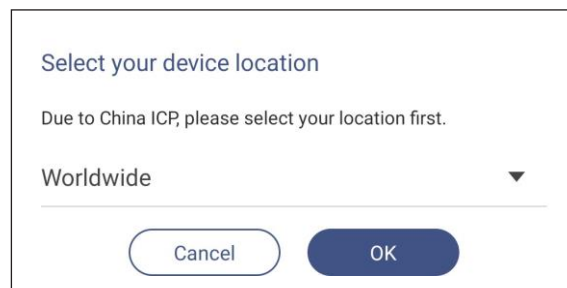 Select your device location
Due to China ICP, please select your location first.
Worldwide
Cancel
OK